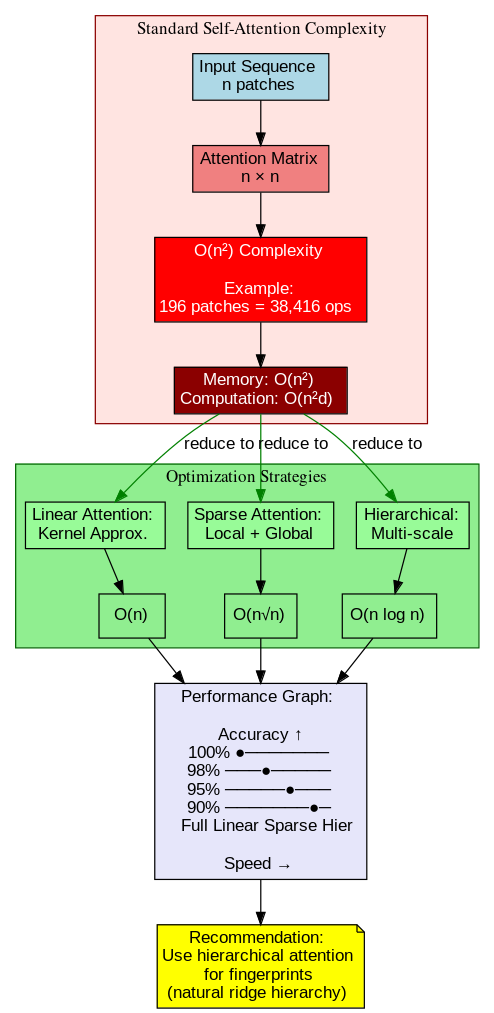 Standard Self-Attention Complexity
Input Sequence
n patches
Attention Matrix
n × n
O(n²) Complexity
Example:
196 patches = 38,416 ops
Memory: O(n²)
Computation: O(n²d)
reduce to reduce to reduce to
Optimization Strategies
Linear Attention:
Kernel Approx.
Sparse Attention:
Local + Global
Hierarchical:
Multi-scale
O(n)
O(n√n)
O(n log n)
Performance Graph:
Accuracy ↑
100% ●───────
98% ───●─────
95% ─────●───
90% ───────●─
Full Linear Sparse Hier
Speed →
Recommendation:
Use hierarchical attention
for fingerprints
(natural ridge hierarchy)